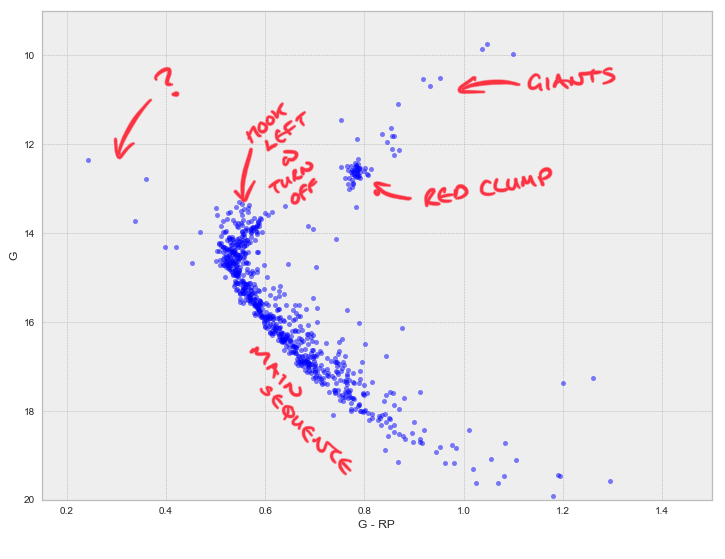 ?
GIANTS
HOOK
LEFT
N
TURN
OFF
RED CLUMP
MAIN
SEQUENCE
G
10
12
14
16
18
20
0.2 0.4 0.6 0.8 1.0 1.2 1.4
G - RP